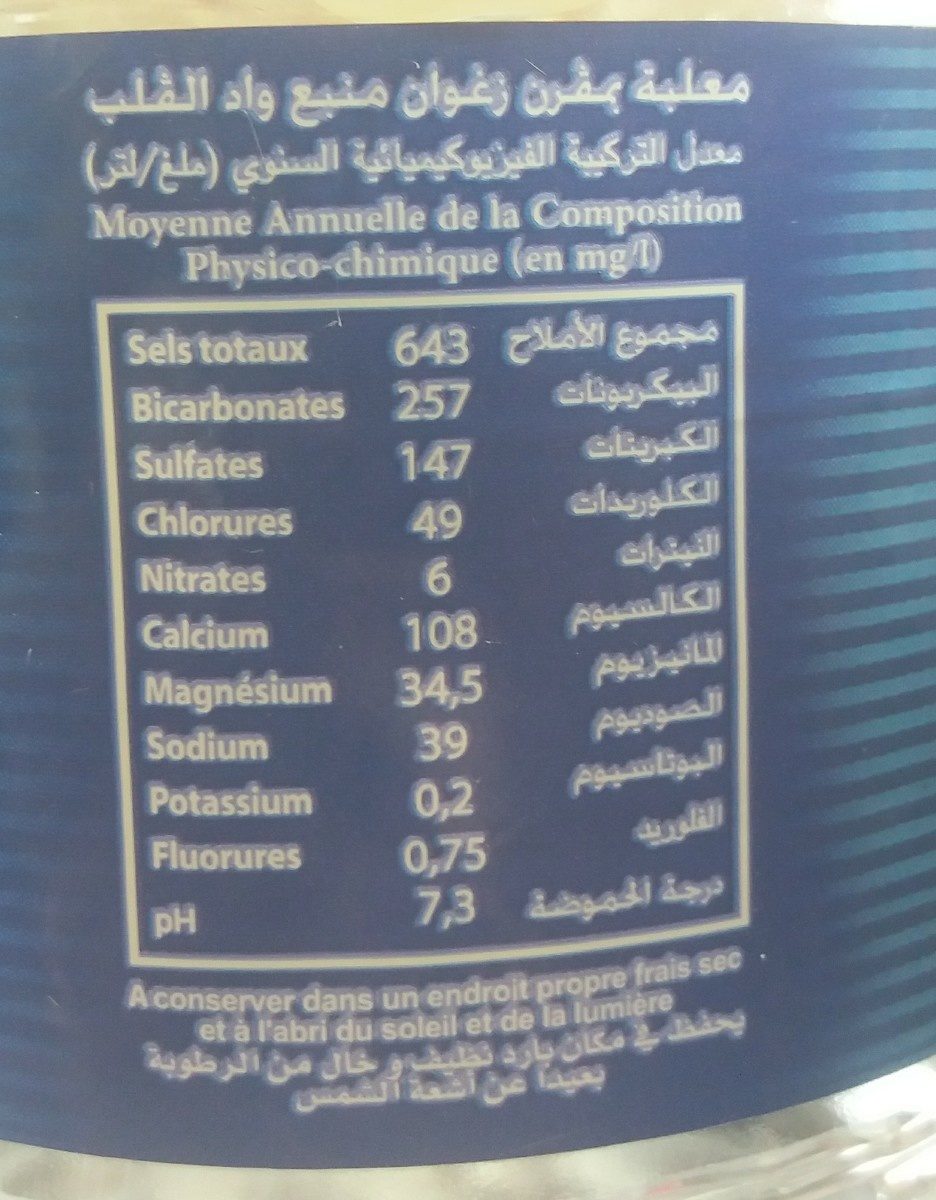 معلبة بمڨرن زغوان منبع واد الڨلب
معدل التركيبة الفيزيوكيميائية السنوي (ملغ/لتر)
Moyenne Annuelle de la Composition
Physico-chimique (en mg/l)
Sels totaux 643 مجموع الأملاح
Bicarbonates 257 البيكربونات
Sulfates 147 الكبريتات
Chlorures 49 الكلوريدات
Nitrates 6 النيترات
Calcium 108 الكالسيوم
Magnésium 34,5 المانيزيوم
Sodium 39 الصوديوم
Potassium 0,2 البوتاسيوم
Fluorures 0,75 الفلوريد
pH 7,3 درجة الحموضة
A conserver dans un endroit propre frais sec
et à l'abri du soleil et de la lumière
يحفظ في مكان بارد نظيف و خال من الرطوبة
بعيدا عن أشعة الشمس